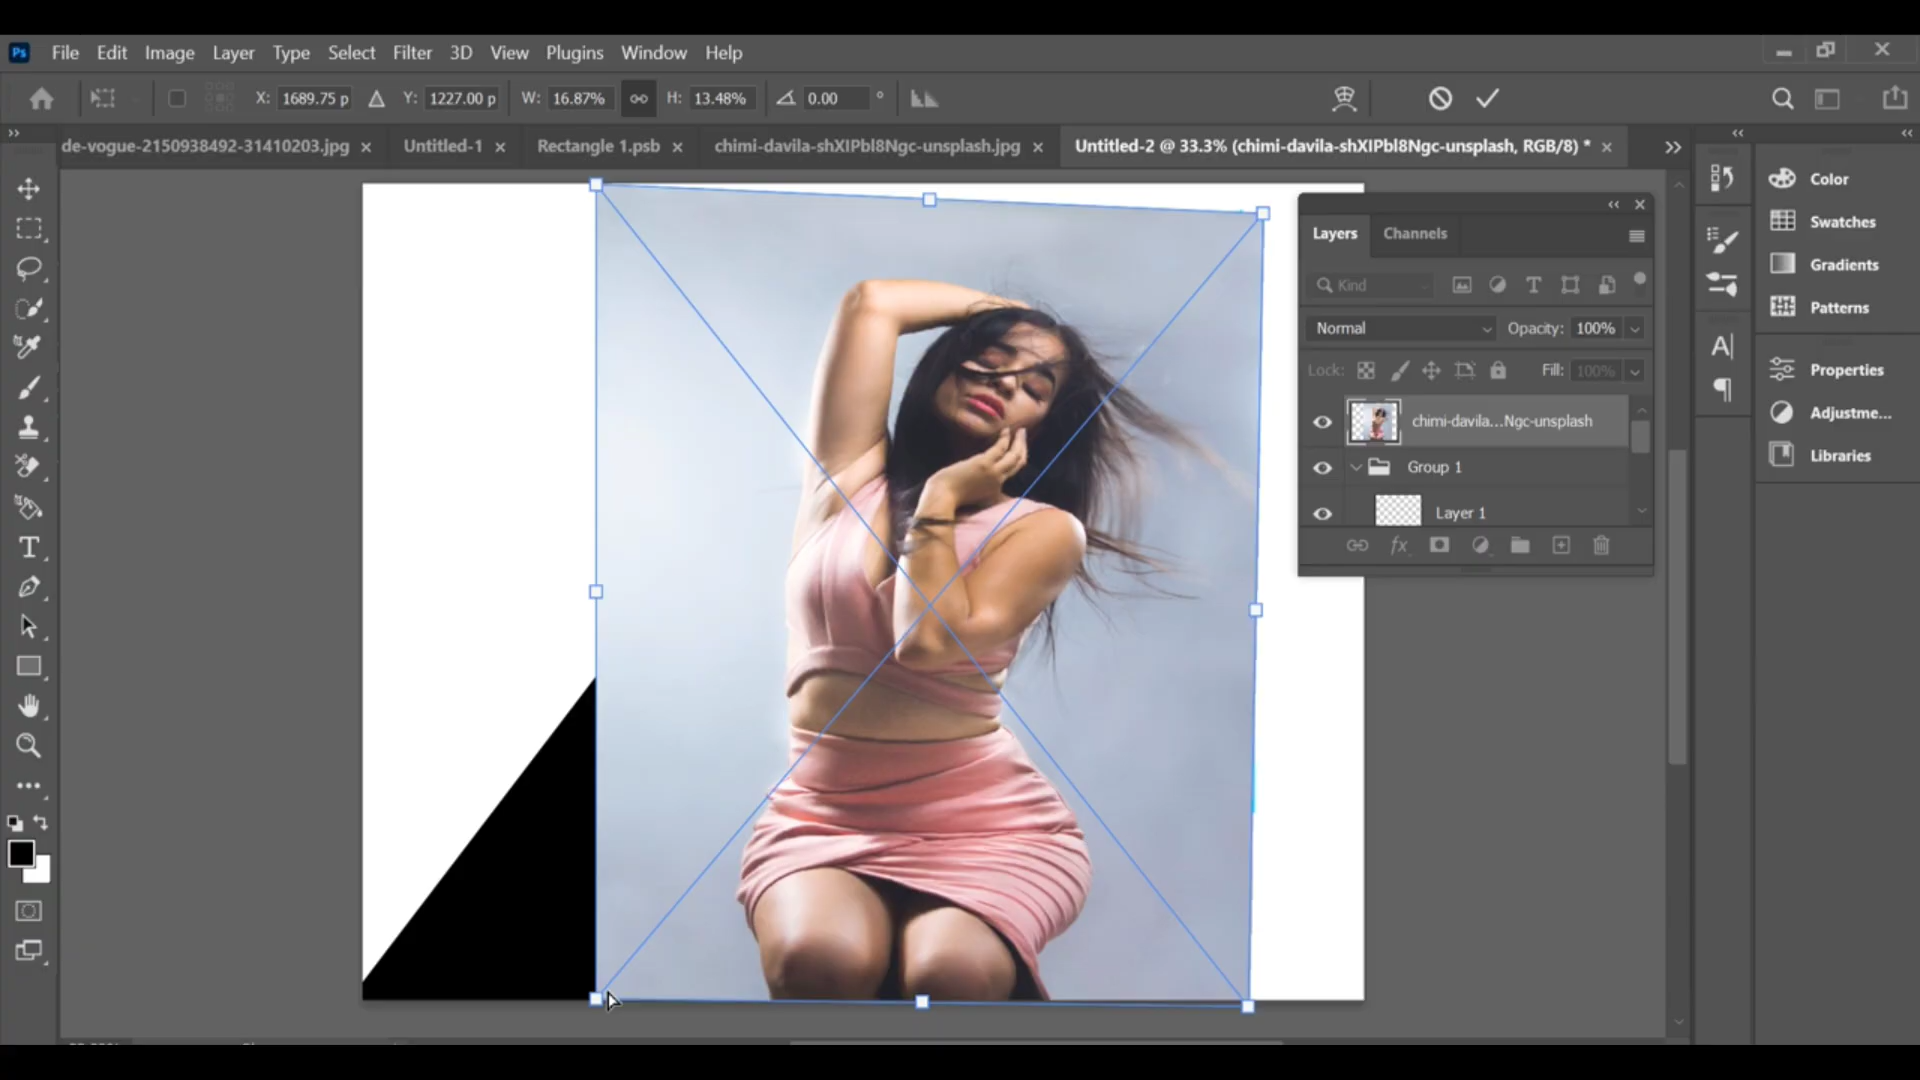 Ps File Edit Image Layer Type Select Filter 3D View Plugins Window Help
X: 1689.75 p Y: 1227.00 p W: 16.87% H: 13.48% 0.00 °
de-vogue-2150938492-31410203.jpg × Untitled-1 × Rectangle 1.psb × chimi-davila-shXIPbl8Ngc-unsplash.jpg × Untitled-2 @ 33.3% (chimi-davila-shXIPbl8Ngc-unsplash, RGB/8) * ×
Layers Channels
Kind
Normal Opacity: 100%
Lock: Fill: 100%
chimi-davila...Ngc-unsplash
Group 1
Layer 1
fx
Color
Swatches
Gradients
Patterns
Properties
Adjustme...
Libraries